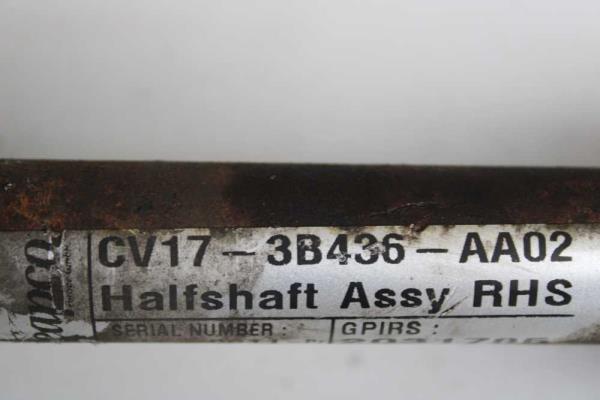 CV17-3B436-AA02
Halfshaft Assy RHS
SERIAL NUMBER : GPIRS :